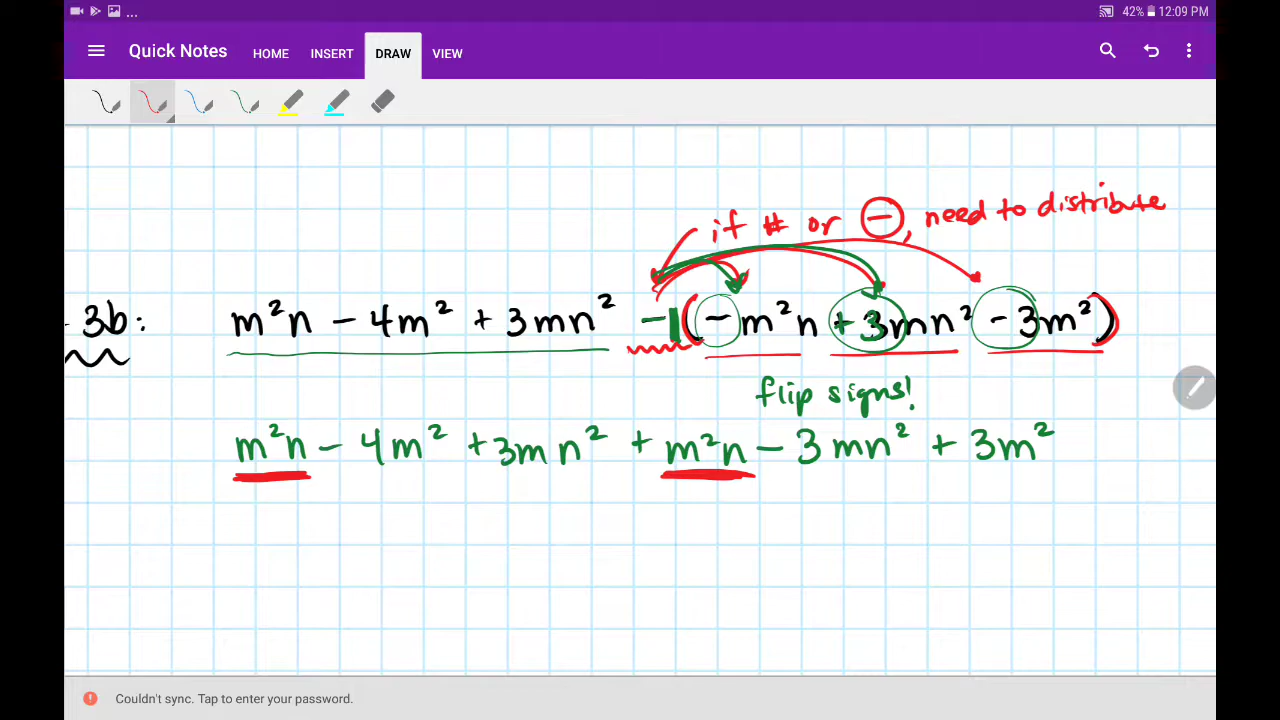 ... 42% 12:09 PM
Quick Notes HOME INSERT DRAW VIEW
if # or ⊖, need to distribute
3b: m²n - 4m² + 3mn² -1(-m²n + 3mn² - 3m²)
flip signs!
m²n - 4m² + 3mn² + m²n - 3mn² + 3m²
Couldn't sync. Tap to enter your password.